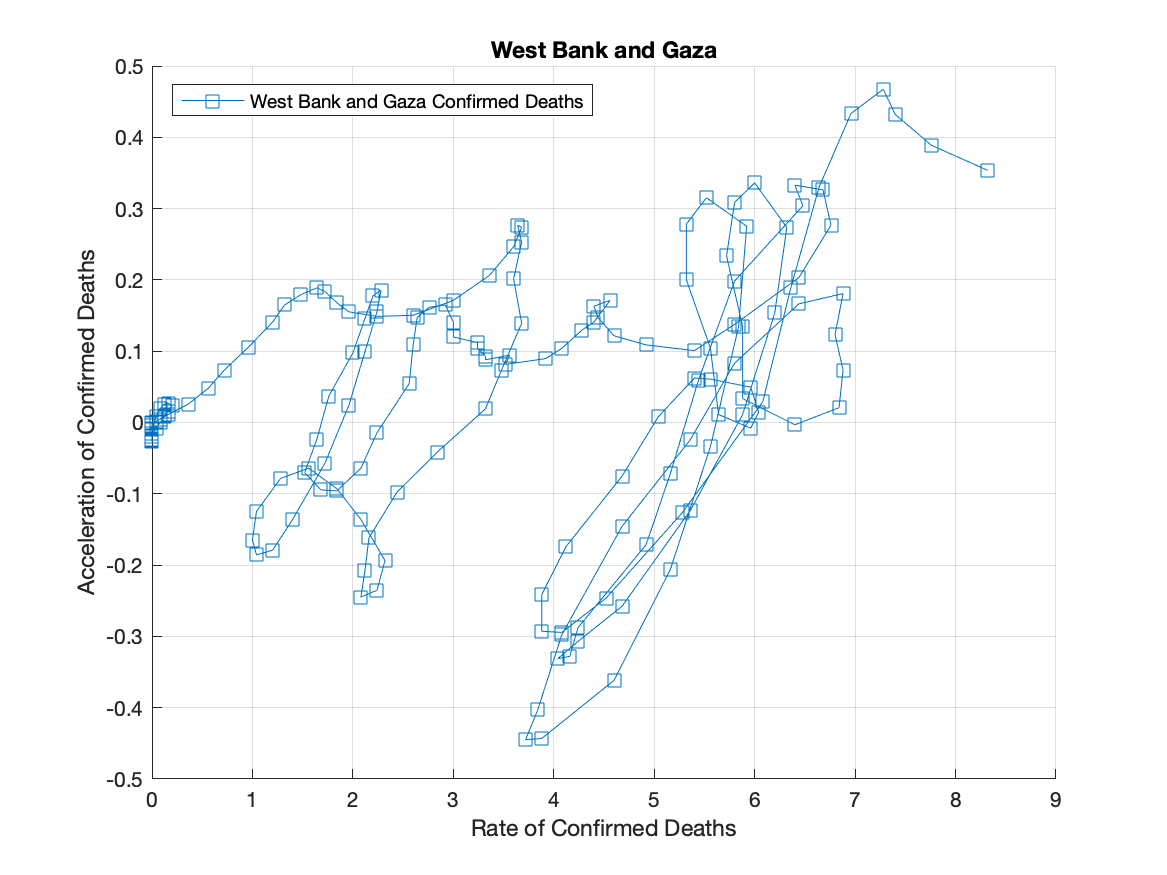 West Bank and Gaza
West Bank and Gaza Confirmed Deaths
Acceleration of Confirmed Deaths
0.5
0.4
0.3
0.2
0.1
0
-0.1
-0.2
-0.3
-0.4
-0.5
0 1 2 3 4 5 6 7 8 9
Rate of Confirmed Deaths